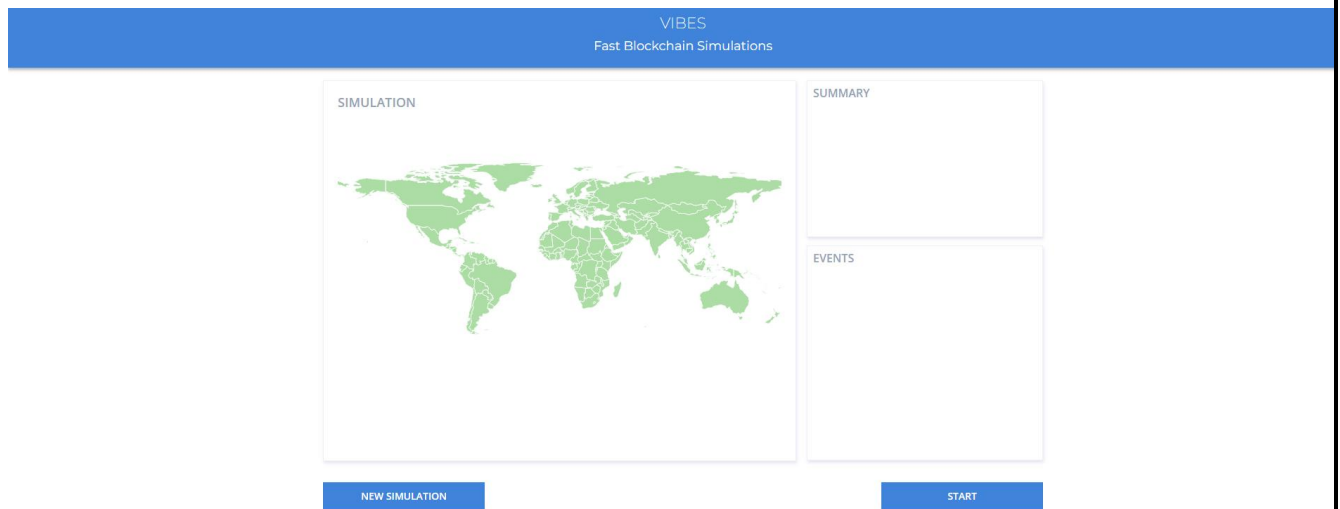 VIBES
Fast Blockchain Simulations
SIMULATION
SUMMARY
EVENTS
NEW SIMULATION
START